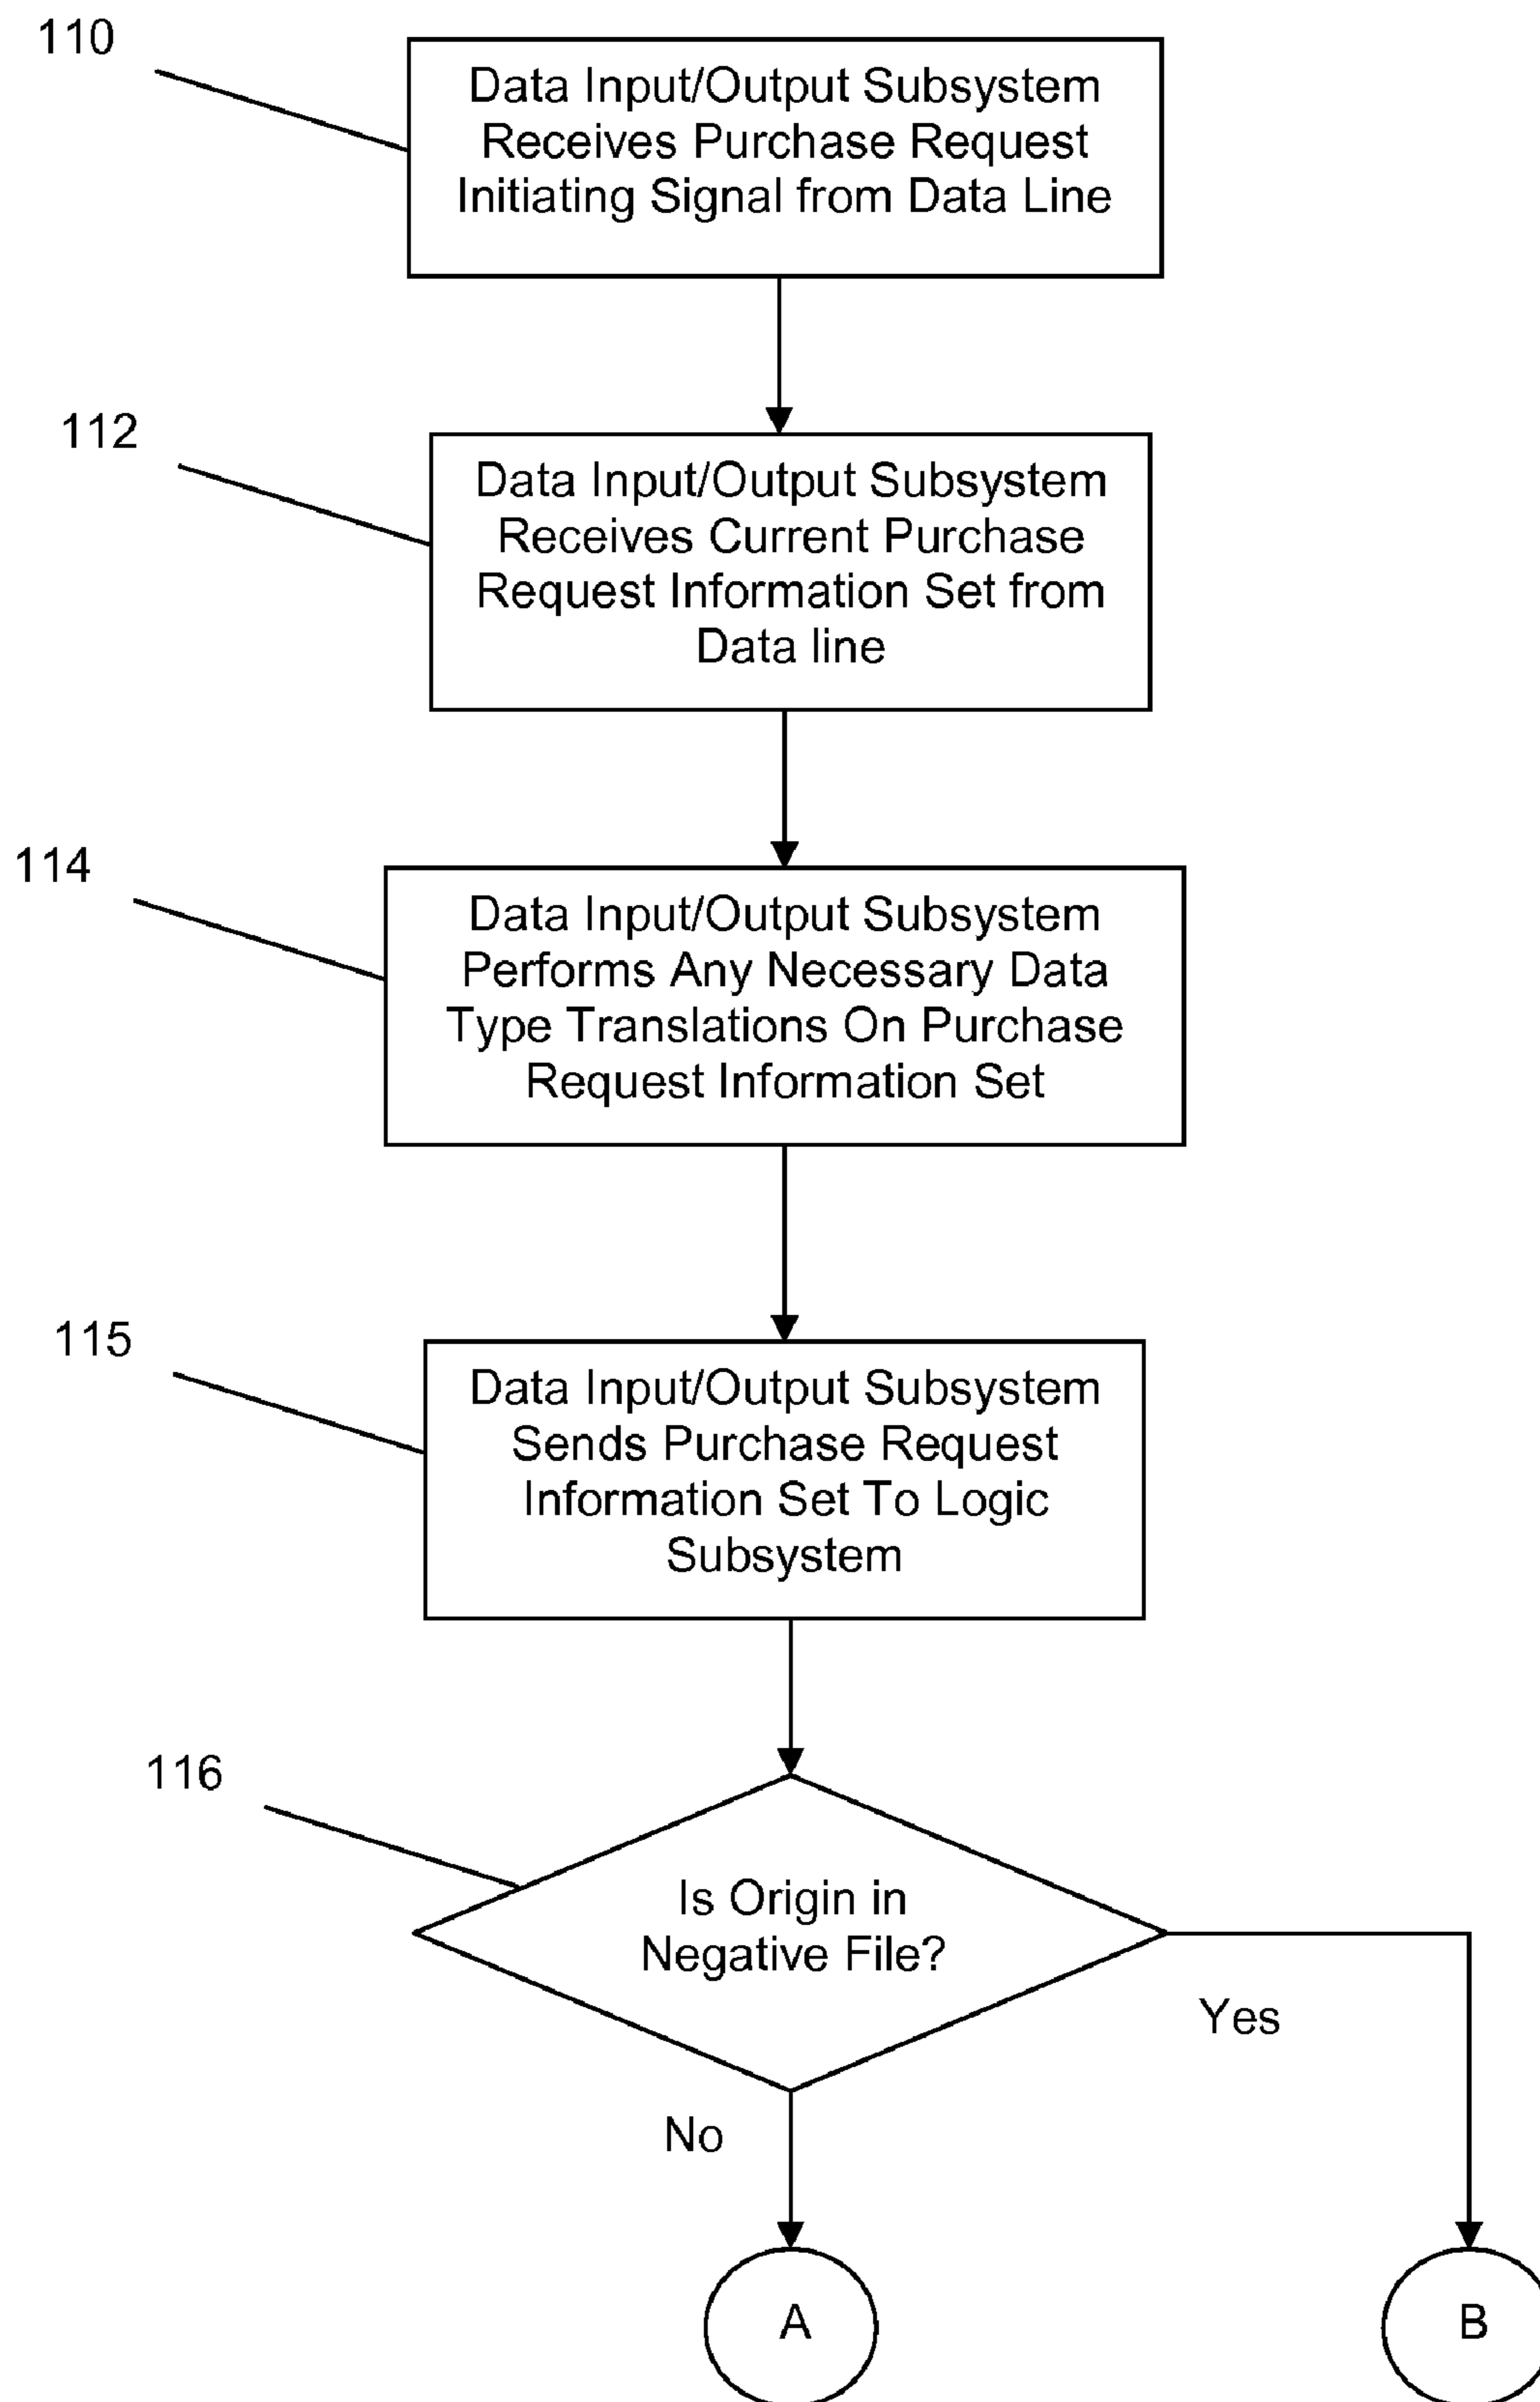 110
Data Input/Output Subsystem
Receives Purchase Request
Initiating Signal from Data Line
112
Data Input/Output Subsystem
Receives Current Purchase
Request Information Set from
Data line
114
Data Input/Output Subsystem
Performs Any Necessary Data
Type Translations On Purchase
Request Information Set
115
Data Input/Output Subsystem
Sends Purchase Request
Information Set To Logic
Subsystem
116
Is Origin in
Negative File?
Yes
No
A
B